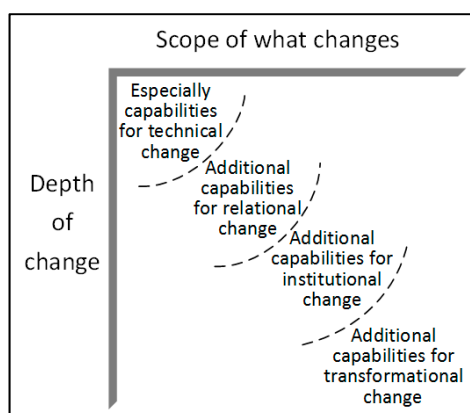 Scope of what changes
Especially
capabilities
for technical
change
Depth
of
change
Additional
capabilities
for relational
change
Additional
capabilities for
institutional
change
Additional
capabilities for
transformational
change